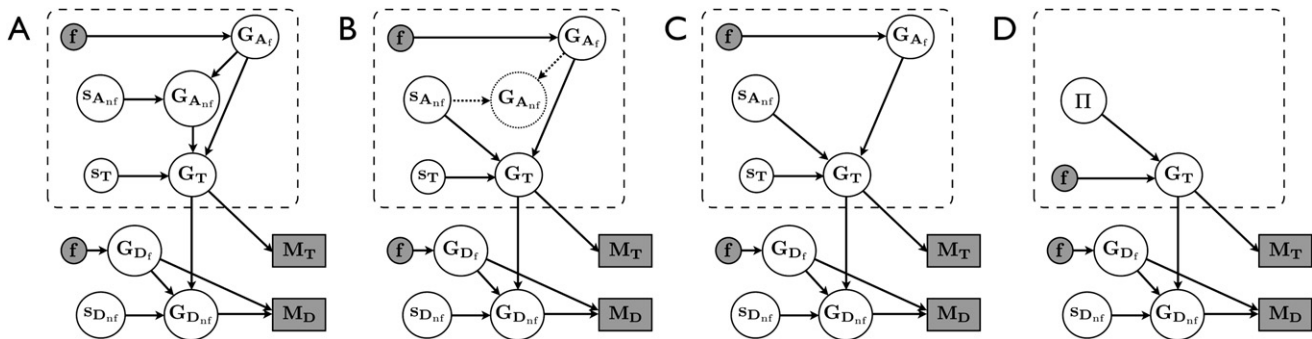 A
f
G_{A_f}
s_{A_{nf}}
G_{A_{nf}}
s_T
G_T
f
G_{D_f}
M_T
s_{D_{nf}}
G_{D_{nf}}
M_D
B
f
G_{A_f}
s_{A_{nf}}
G_{A_{nf}}
s_T
G_T
f
G_{D_f}
M_T
s_{D_{nf}}
G_{D_{nf}}
M_D
C
f
G_{A_f}
s_{A_{nf}}
s_T
G_T
f
G_{D_f}
M_T
s_{D_{nf}}
G_{D_{nf}}
M_D
D
Π
f
G_T
f
G_{D_f}
M_T
s_{D_{nf}}
G_{D_{nf}}
M_D